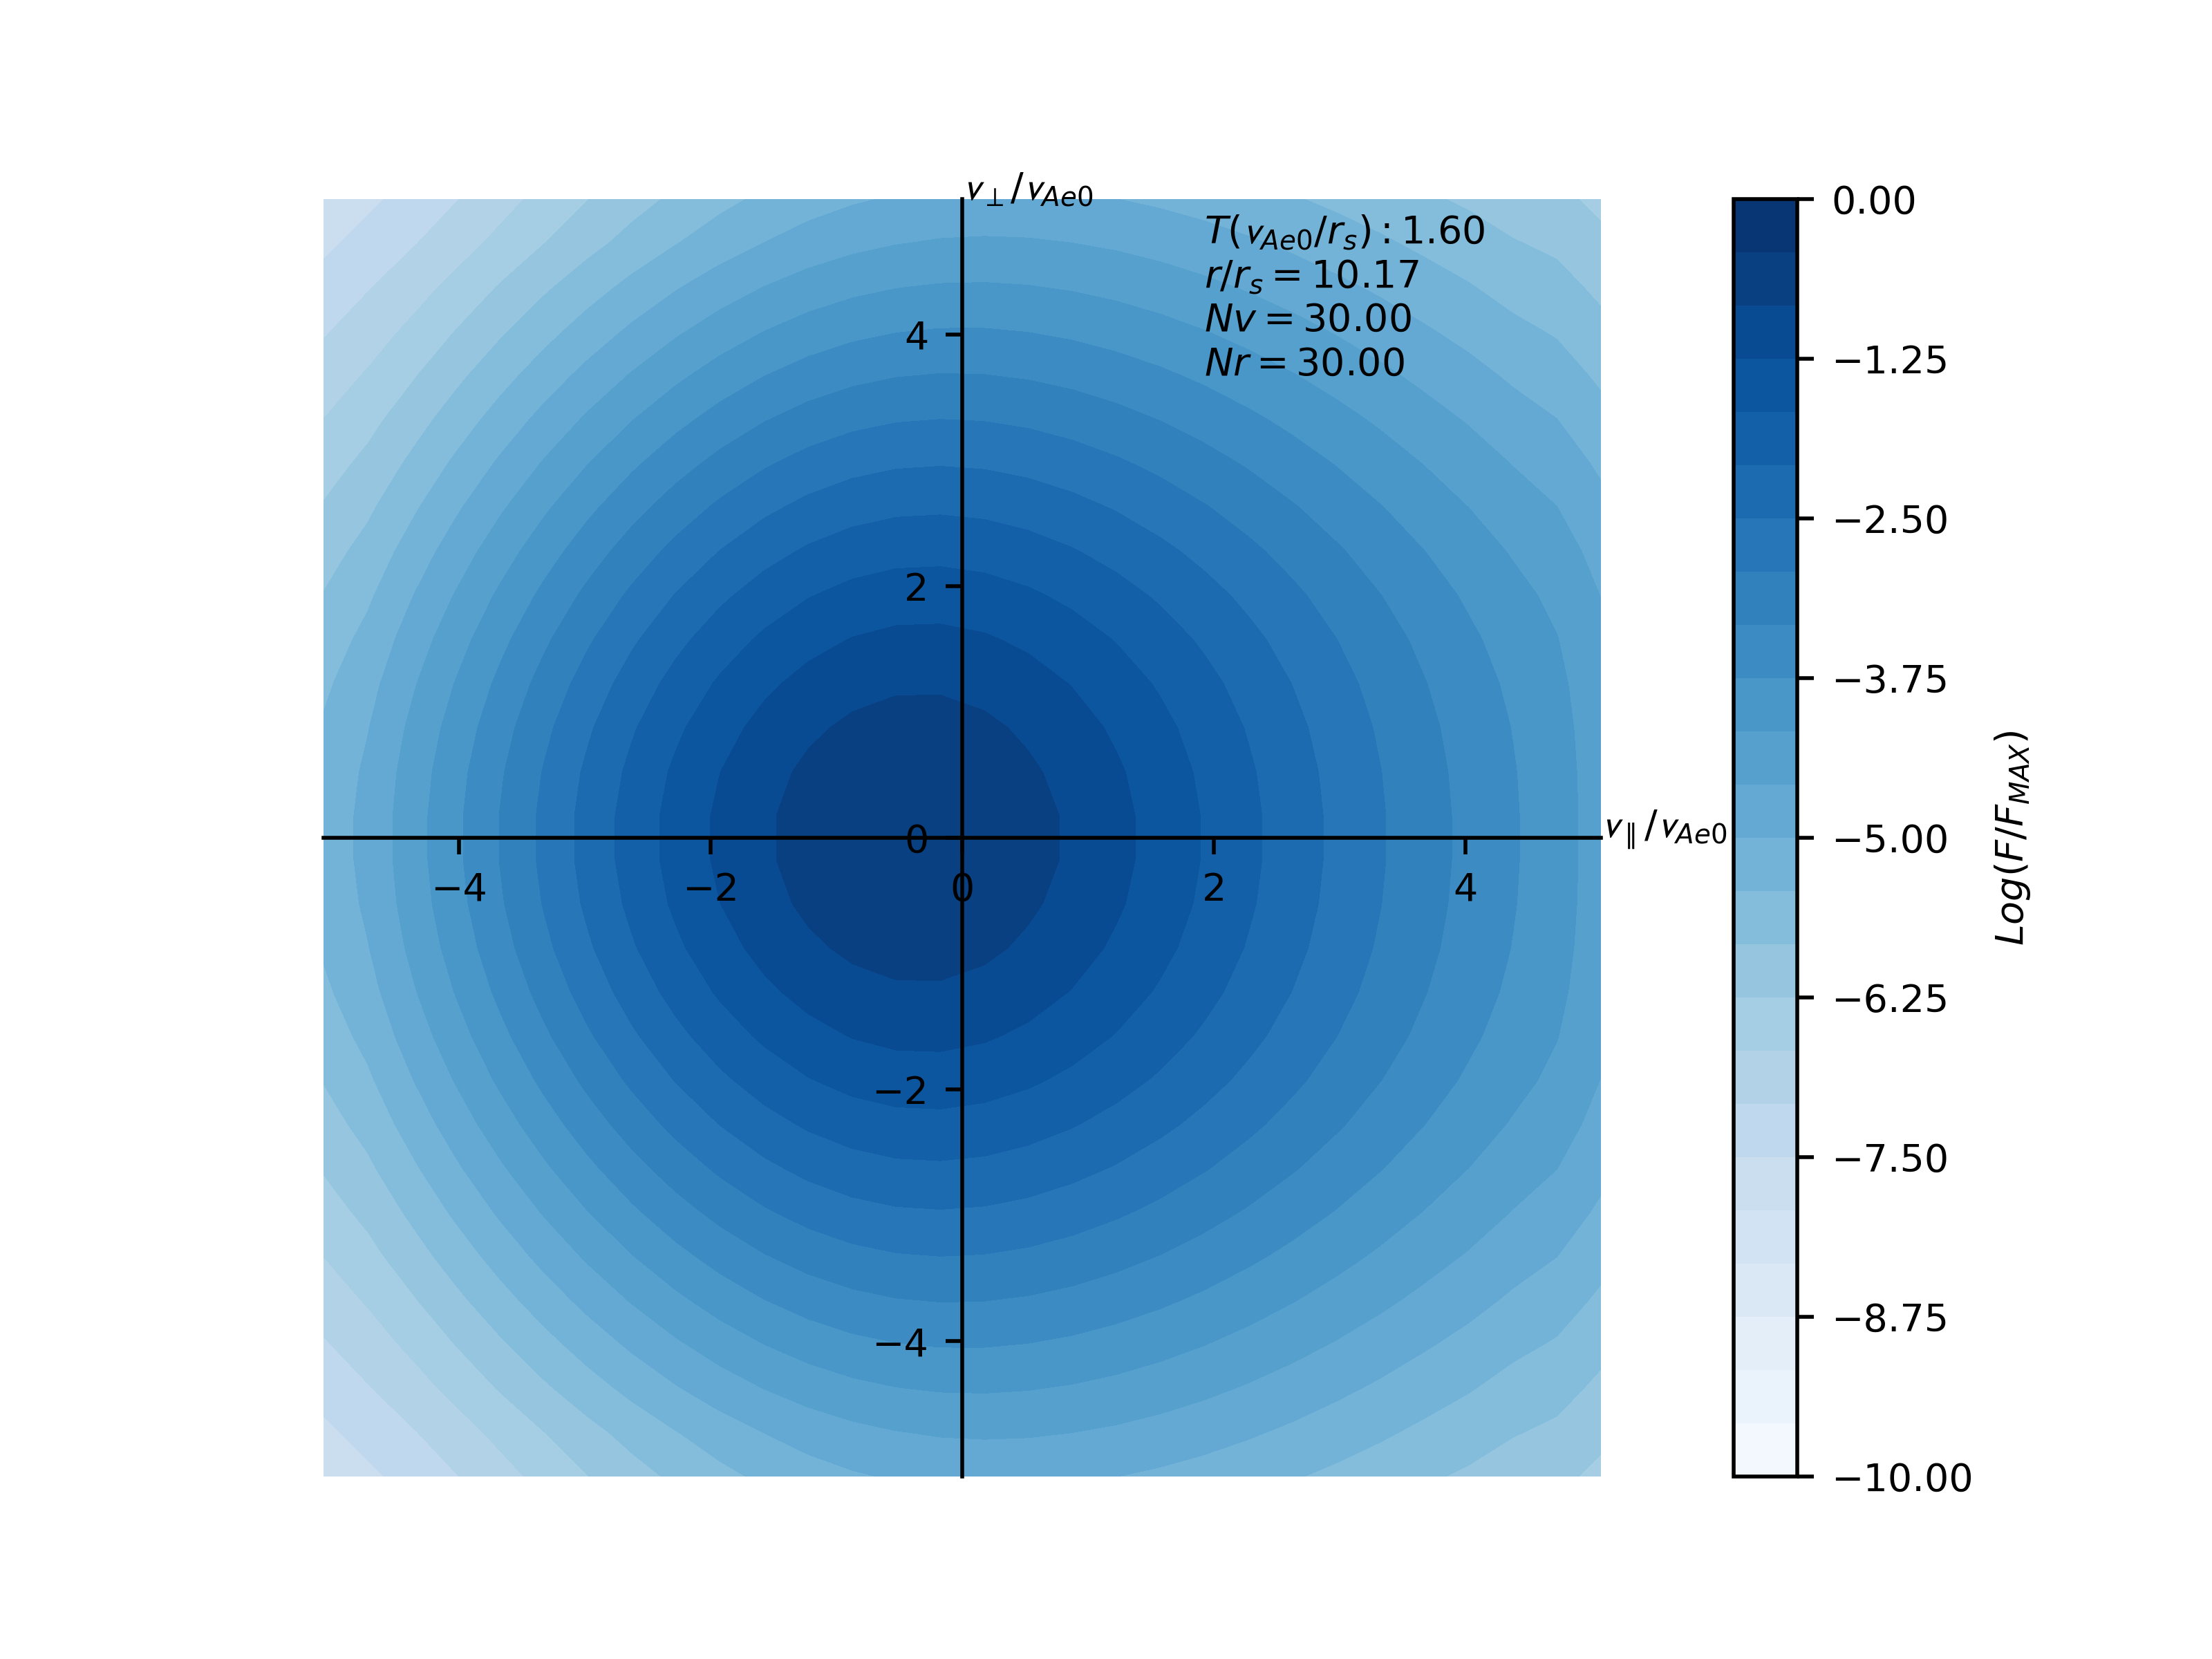 v⊥/vAe0
T(vAe0/rs) : 1.60
r/rs = 10.17
Nv = 30.00
Nr = 30.00
4
2
0
−2
−4
−4
−2
0
2
4
v∥/vAe0
0.00
−1.25
−2.50
−3.75
−5.00
−6.25
−7.50
−8.75
−10.00
Log(F/FMAX)